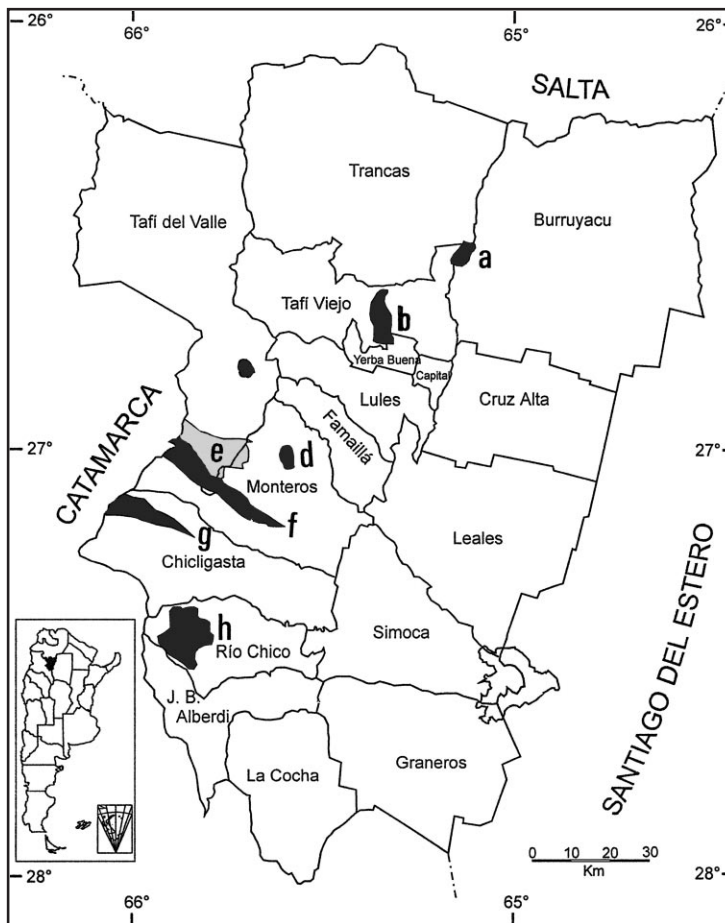 66°
65°
26°
26°
SALTA
Trancas
Tafí del Valle
Burruyacu
a
Tafí Viejo
b
Yerba Buena
Capital
Lules
Cruz Alta
CATAMARCA
Famaillá
27°
27°
e
d
Monteros
f
g
Leales
Chicligasta
SANTIAGO DEL ESTERO
h
Río Chico
Simoca
J. B.
Alberdi
La Cocha
Graneros
0 10 20 30
Km
28°
28°
66°
65°